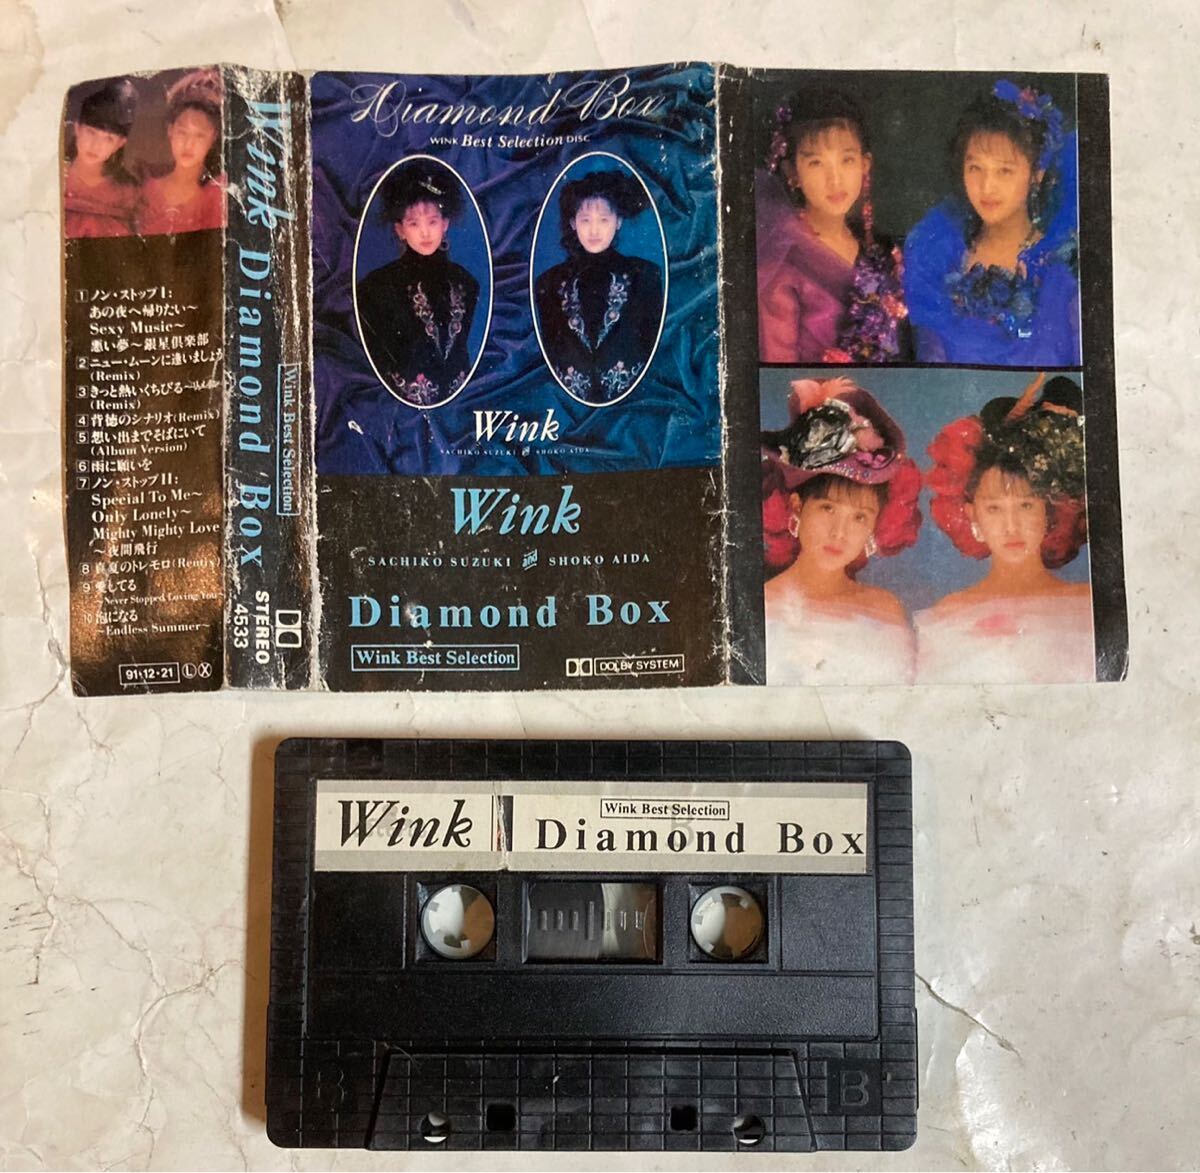 1 ノン・ストップI:
あの夜へ帰りたい～
Sexy Music～
悪い夢～銀星倶楽部
2 ニュー・ムーンに逢いましょう
(Remix)
3 きっと熱いくちびる
(Remix)
4 背徳のシナリオ(Remix)
5 想い出までそばにいて
(Album Version)
6 雨に願いを
7 ノン・ストップII:
Special To Me～
Only Lonely～
Mighty Mighty Love
～夜間飛行
8 真夏のトレモロ(Remix)
9 愛してる
～Never Stopped Loving You～
10 泡になる
～Endless Summer～
91・12・21 L X
Wink Diamond Box
Wink Best Selection
STEREO
4533
Diamond Box
WINK Best Selection DISC
Wink
SACHIKO SUZUKI and SHOKO AIDA
Wink
SACHIKO SUZUKI and SHOKO AIDA
Diamond Box
Wink Best Selection
DOLBY SYSTEM
Wink
Wink Best Selection
Diamond Box
B
B